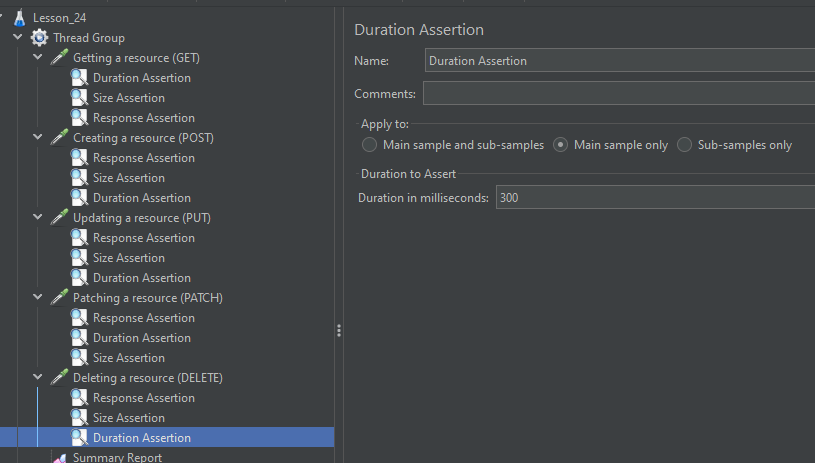 Lesson_24
Thread Group
Getting a resource (GET)
Duration Assertion
Size Assertion
Response Assertion
Creating a resource (POST)
Response Assertion
Size Assertion
Duration Assertion
Updating a resource (PUT)
Response Assertion
Size Assertion
Duration Assertion
Patching a resource (PATCH)
Response Assertion
Duration Assertion
Size Assertion
Deleting a resource (DELETE)
Response Assertion
Size Assertion
Duration Assertion
Summary Report
Duration Assertion
Name: Duration Assertion
Comments:
Apply to:
Main sample and sub-samples Main sample only Sub-samples only
Duration to Assert
Duration in milliseconds: 300